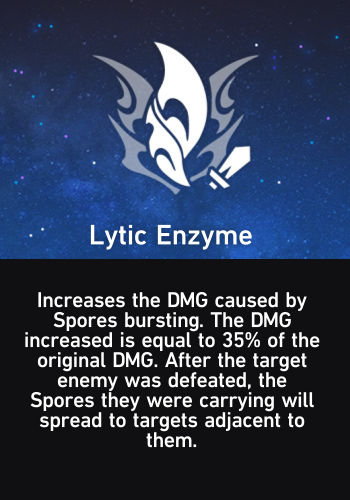 Lytic Enzyme
Increases the DMG caused by
Spores bursting. The DMG
increased is equal to 35% of the
original DMG. After the target
enemy was defeated, the
Spores they were carrying will
spread to targets adjacent to
them.